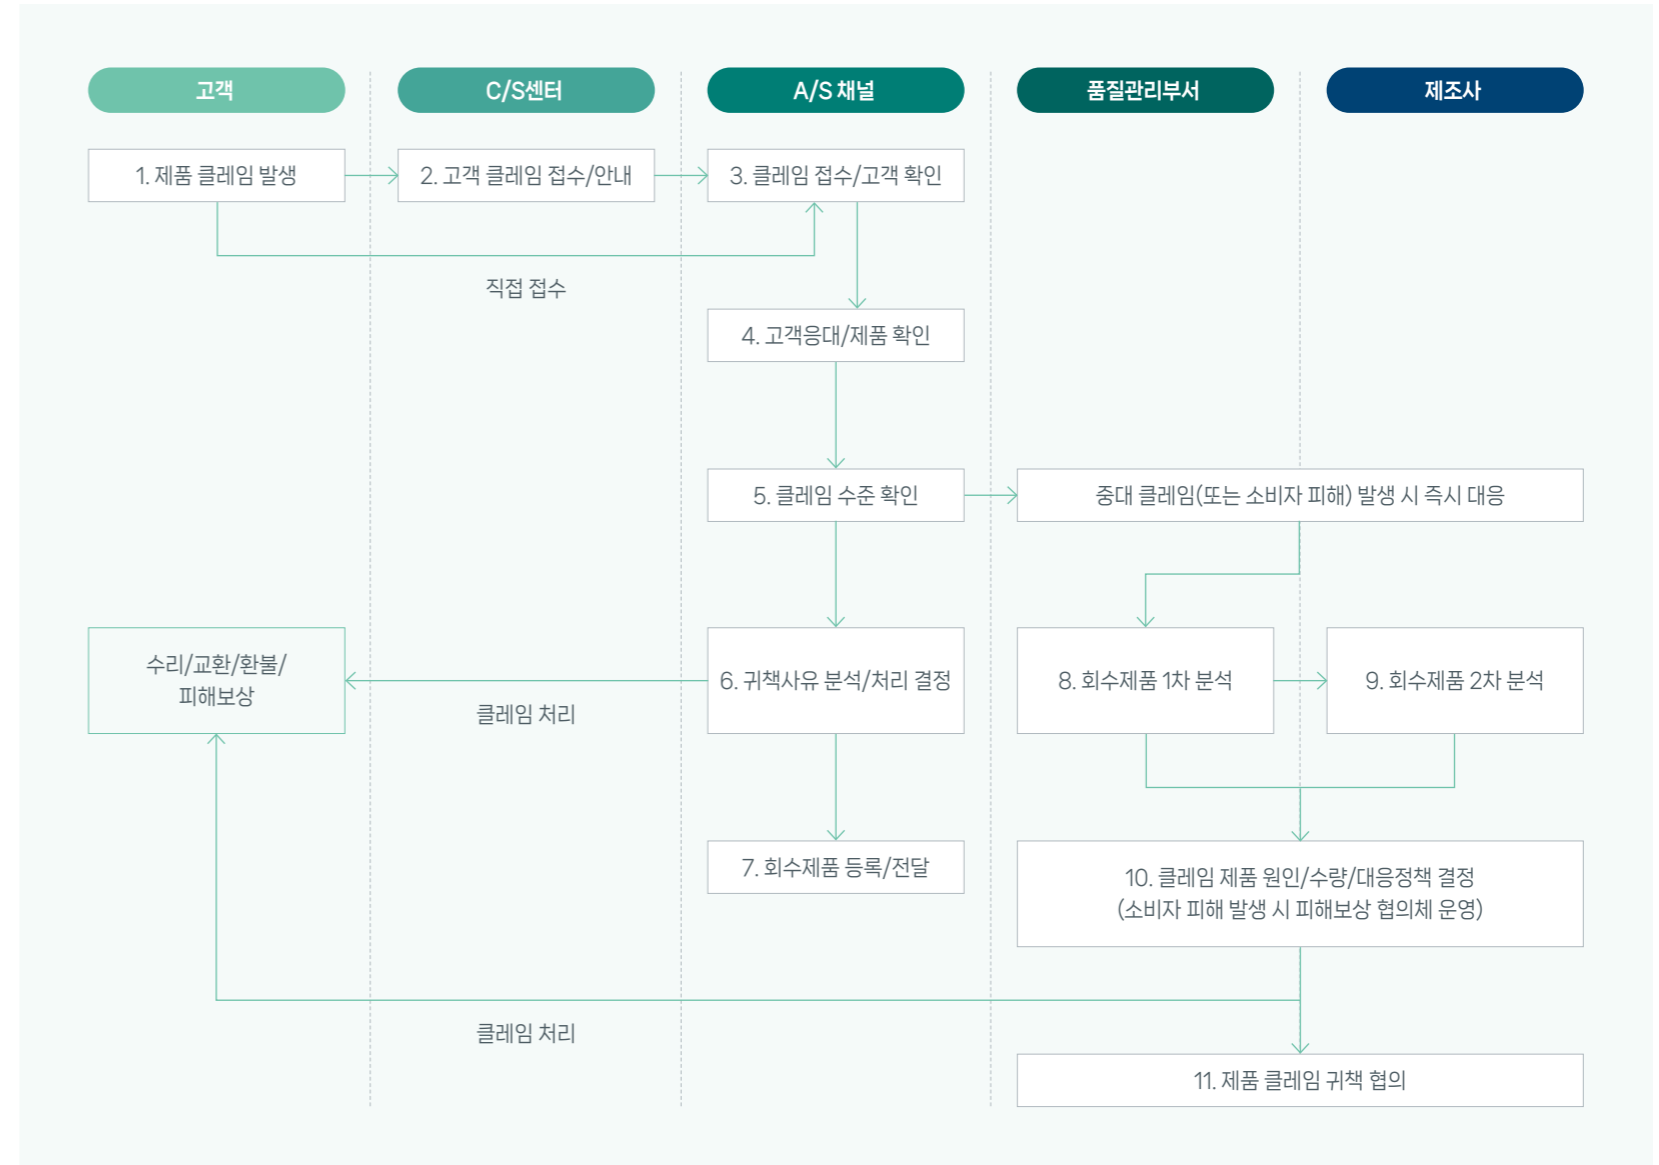 고객
C/S센터
A/S 채널
품질관리부서
제조사
1. 제품 클레임 발생
2. 고객 클레임 접수/안내
3. 클레임 접수/고객 확인
직접 접수
4. 고객응대/제품 확인
5. 클레임 수준 확인
중대 클레임(또는 소비자 피해) 발생 시 즉시 대응
수리/교환/환불/
피해보상
클레임 처리
6. 귀책사유 분석/처리 결정
8. 회수제품 1차 분석
9. 회수제품 2차 분석
7. 회수제품 등록/전달
10. 클레임 제품 원인/수량/대응정책 결정
(소비자 피해 발생 시 피해보상 협의체 운영)
클레임 처리
11. 제품 클레임 귀책 협의